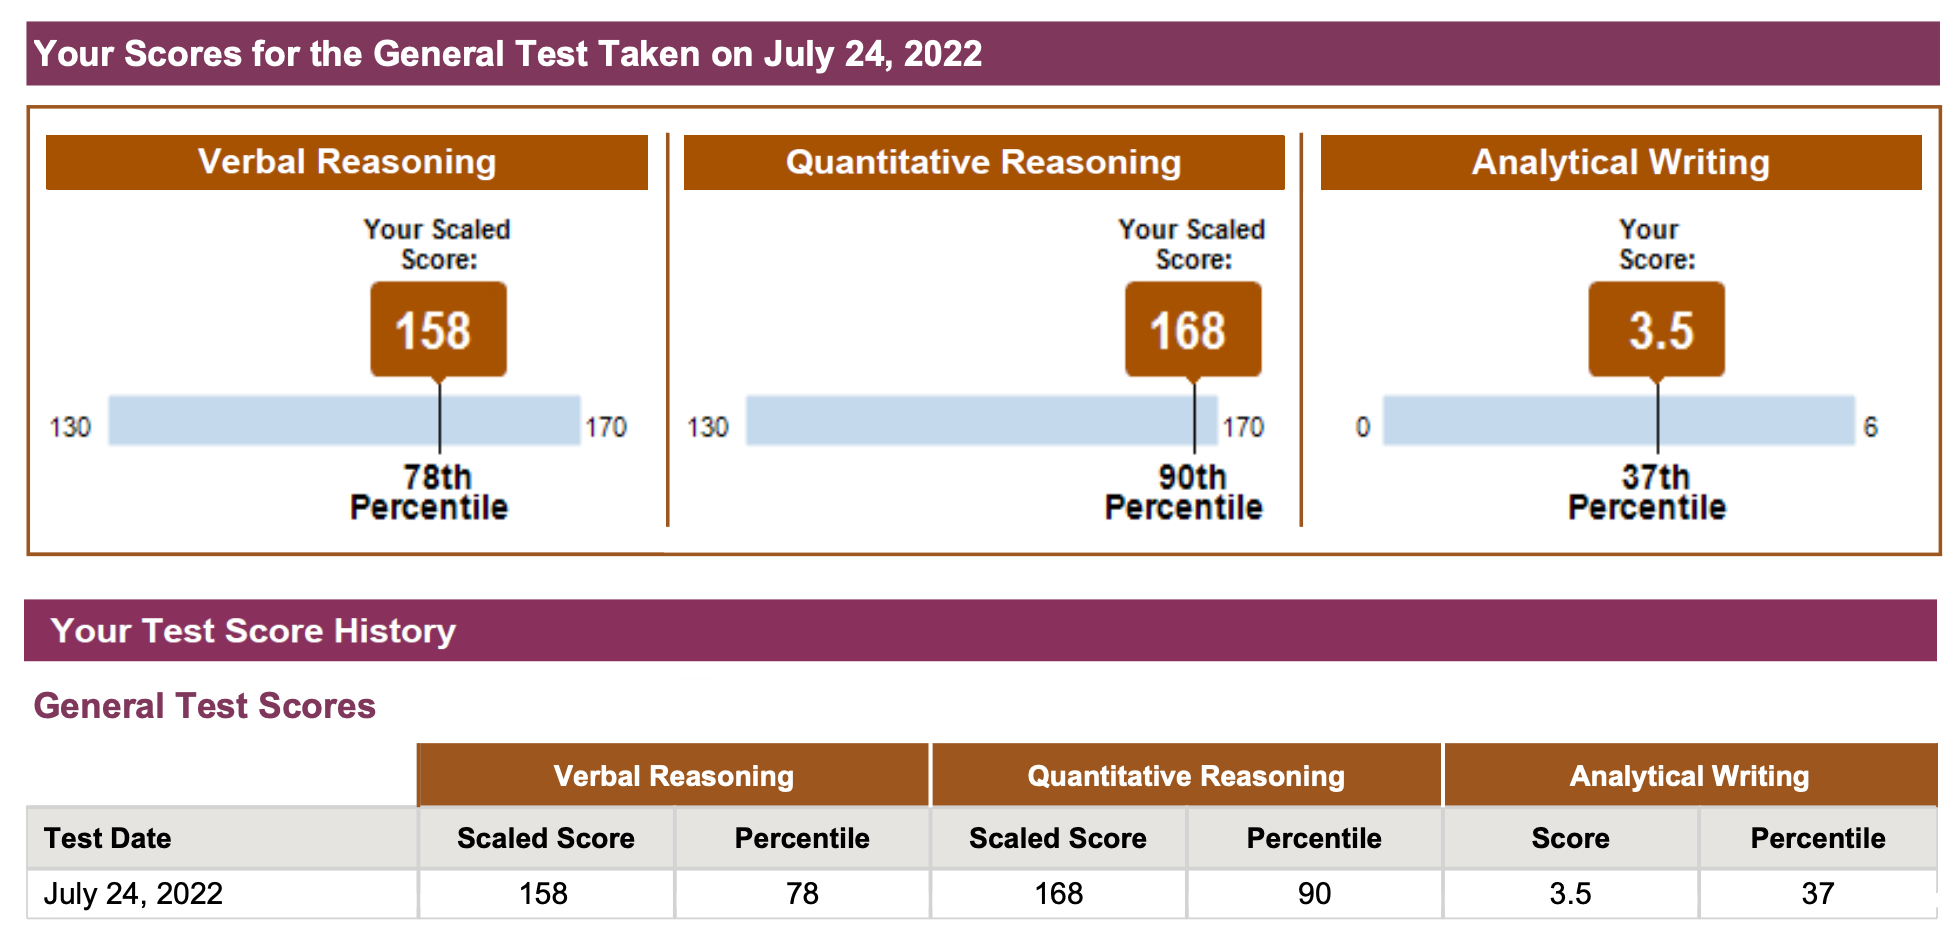 Your Scores for the General Test Taken on July 24, 2022
Verbal Reasoning
Your Scaled
Score:
158
130
170
78th
Percentile
Quantitative Reasoning
Your Scaled
Score:
168
130
170
90th
Percentile
Analytical Writing
Your
Score:
3.5
0
6
37th
Percentile
Your Test Score History
General Test Scores
Verbal Reasoning Quantitative Reasoning Analytical Writing
Test Date Scaled Score Percentile Scaled Score Percentile Score Percentile
July 24, 2022 158 78 168 90 3.5 37